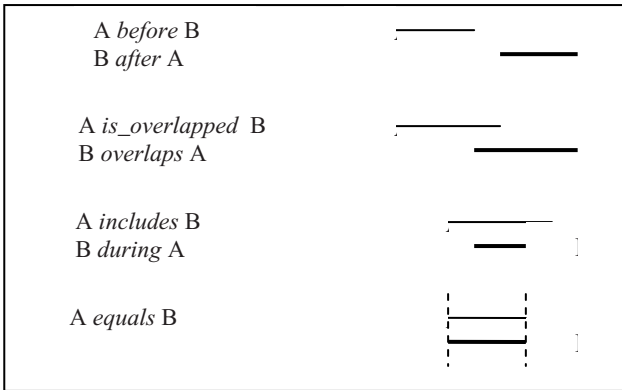 A before B
B after A
A is_overlapped B
B overlaps A
A includes B
B during A
A equals B